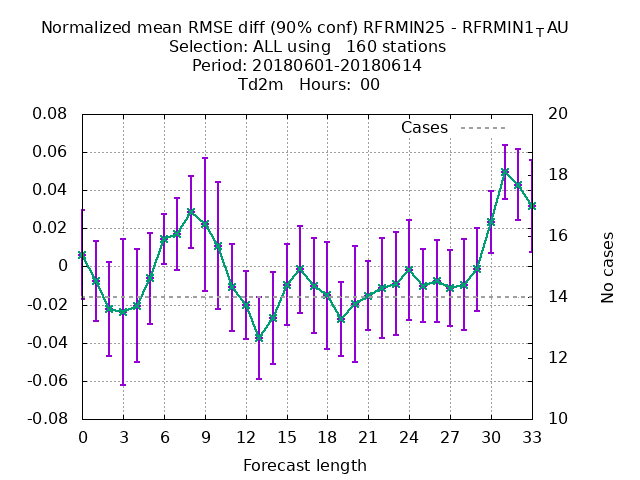 Normalized mean RMSE diff (90% conf) RFRMIN25 - RFRMIN1TAU
Selection: ALL using   160 stations
Period: 20180601-20180614
Td2m   Hours:  00
Cases
0.08
0.06
0.04
0.02
0
-0.02
-0.04
-0.06
-0.08
20
18
16
14
12
10
No cases
0 3 6 9 12 15 18 21 24 27 30 33
Forecast length